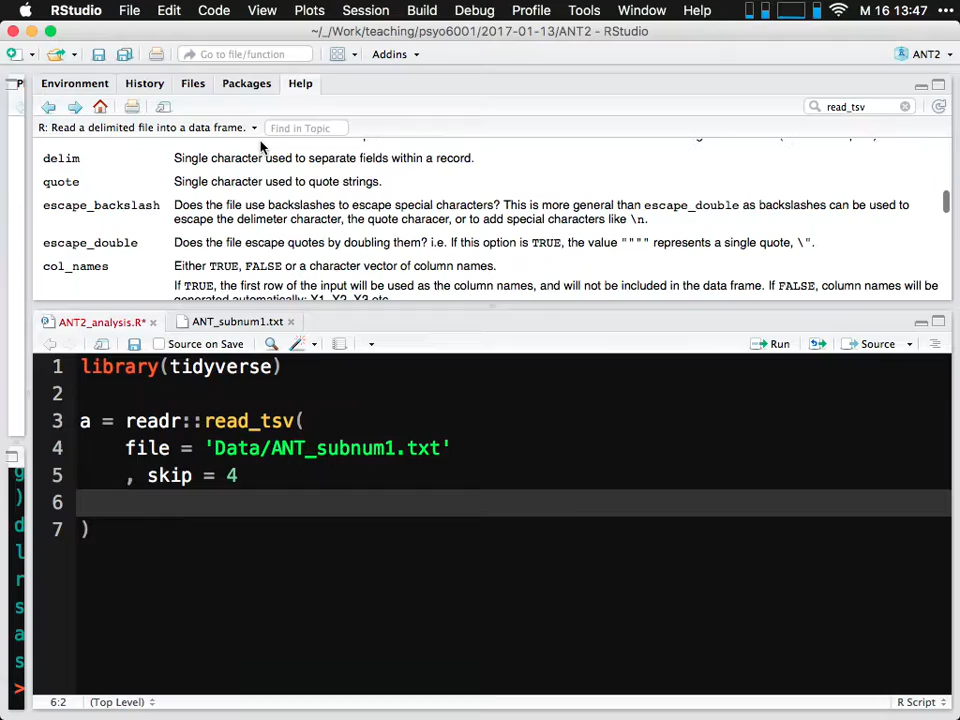 RStudio File Edit Code View Plots Session Build Debug Profile Tools Window Help M 16 13:47
~/_/Work/teaching/psyo6001/2017-01-13/ANT2 - RStudio
Go to file/function Addins ANT2
Environment History Files Packages Help
read_tsv
R: Read a delimited file into a data frame. Find in Topic
delim Single character used to separate fields within a record.
quote Single character used to quote strings.
escape_backslash Does the file use backslashes to escape special characters? This is more general than escape_double as backslashes can be used to
escape the delimeter character, the quote characer, or to add special characters like \n.
escape_double Does the file escape quotes by doubling them? i.e. If this option is TRUE, the value """" represents a single quote, \".
col_names Either TRUE, FALSE or a character vector of column names.
If TRUE, the first row of the input will be used as the column names, and will not be included in the data frame. If FALSE, column names will be
generated automatically: X1, X2, X3 etc.
ANT2_analysis.R* ANT_subnum1.txt
Source on Save Run Source
1 library(tidyverse)
2
3 a = readr::read_tsv(
4 file = 'Data/ANT_subnum1.txt'
5 , skip = 4
6
7 )
6:2 (Top Level) R Script